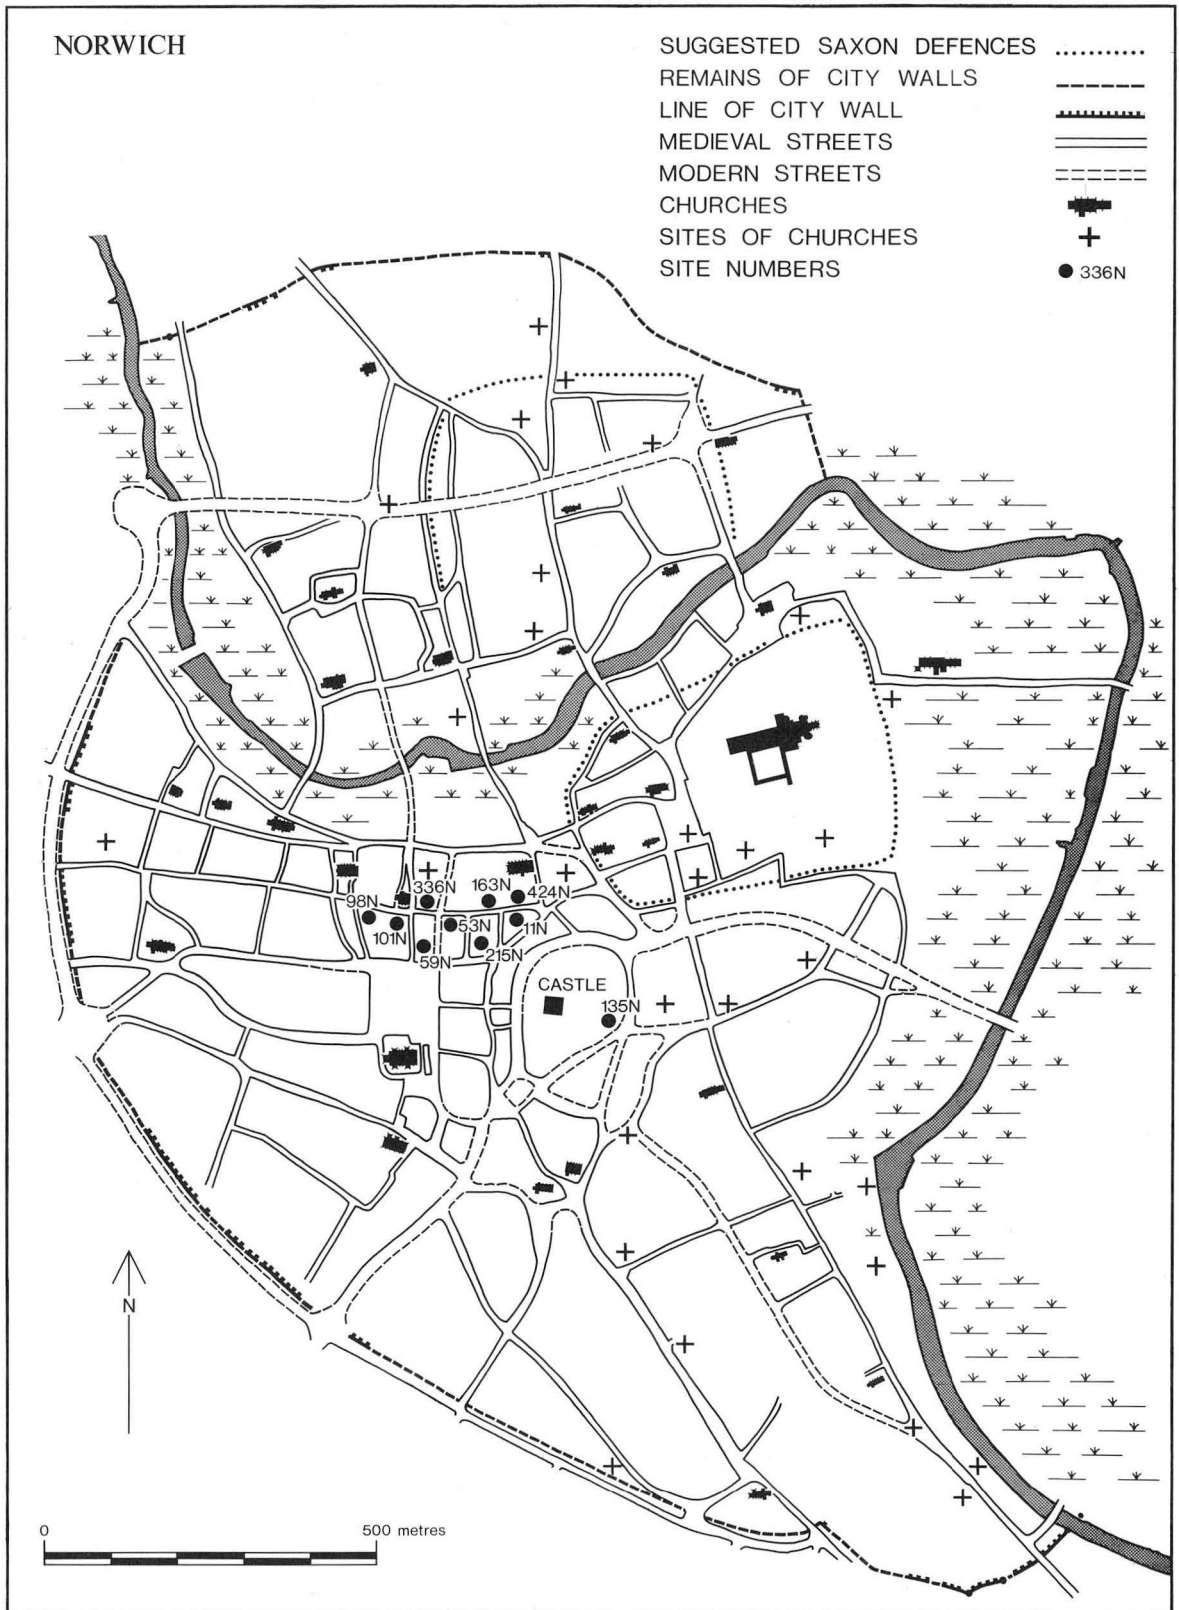 NORWICH
SUGGESTED SAXON DEFENCES
REMAINS OF CITY WALLS
LINE OF CITY WALL
MEDIEVAL STREETS
MODERN STREETS
CHURCHES
SITES OF CHURCHES
SITE NUMBERS 336N
336N
163N
424N
98N
101N
53N
11N
59N
215N
CASTLE
135N
N
0 500 metres